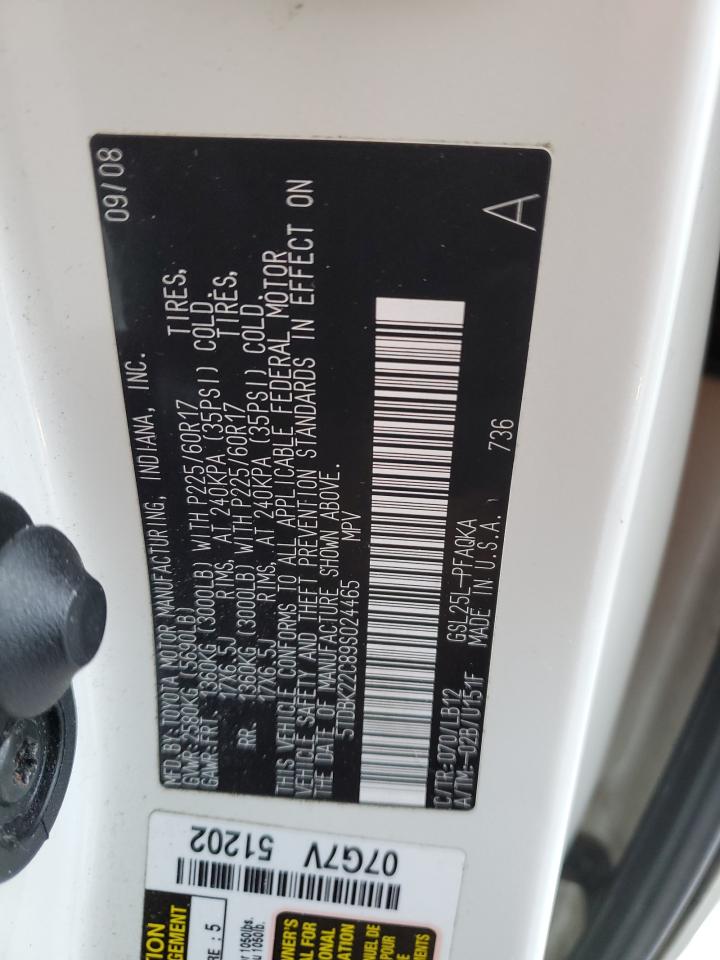 MFD.BY:TOYOTA MOTOR MANUFACTURING, INDIANA, INC. 09/08
GVWR:2580KG(5690LB)
GAWR:FRT 1360KG(3000LB) WITH P225/60R17 TIRES,
17X6.5J RIMS, AT 240KPA (35PSI) COLD.
RR 1360KG(3000LB) WITH P225/60R17 TIRES,
17X6.5J RIMS, AT 240KPA (35PSI) COLD.
THIS VEHICLE CONFORMS TO ALL APPLICABLE FEDERAL MOTOR
VEHICLE SAFETY AND THEFT PREVENTION STANDARDS IN EFFECT ON
THE DATE OF MANUFACTURE SHOWN ABOVE.
5TDBK22C89S024465 MPV
C/TR:070/LB12 GSL25L-PFAQKA
A/TM:-02B/U151F MADE IN U.S.A. 736
A
07G7V 51202
RE : 5
1050lbs.
1050lb.